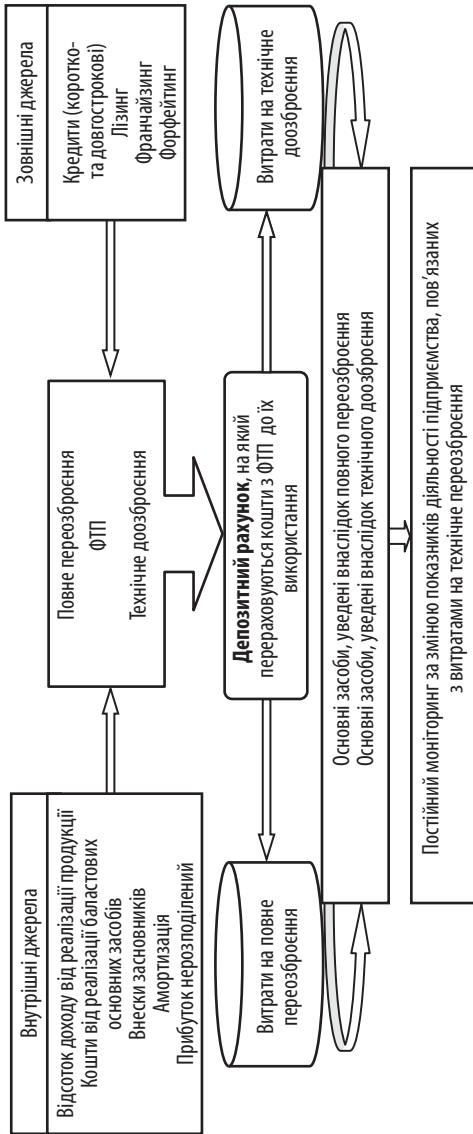 Внутрішні джерела
Відсоток доходу від реалізації продукції
Кошти від реалізації баластових
основних засобів
Внески засновників
Амортизація
Прибуток нерозподілений
Повне переозброєння
ФТП
Технічне доозброєння
Зовнішні джерела
Кредити (коротко-
та довгострокові)
Лізинг
Франчайзинг
Форфейтинг
Витрати на повне
переозброєння
Депозитний рахунок, на який
перераховуються кошти з ФТП до їх
використання
Витрати на технічне
доозброєння
Основні засоби, уведені внаслідок повного переозброєння
Основні засоби, уведені внаслідок технічного доозброєння
Постійний моніторинг за зміною показників діяльності підприємства, пов’язаних
з витратами на технічне переозброєння